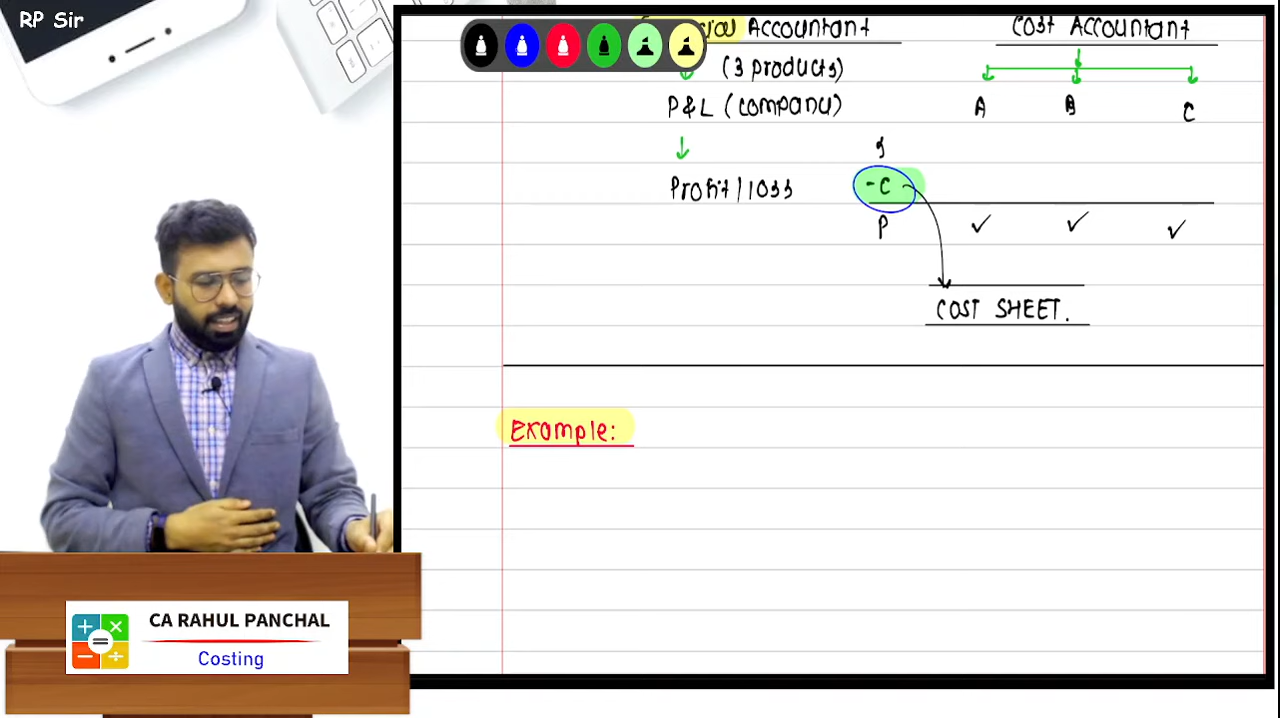 RP Sir
Accountant
Cost Accountant
(3 products)
P&L (company)
A B C
S
Profit/loss
-C
P
COST SHEET.
Example:
CA RAHUL PANCHAL
Costing